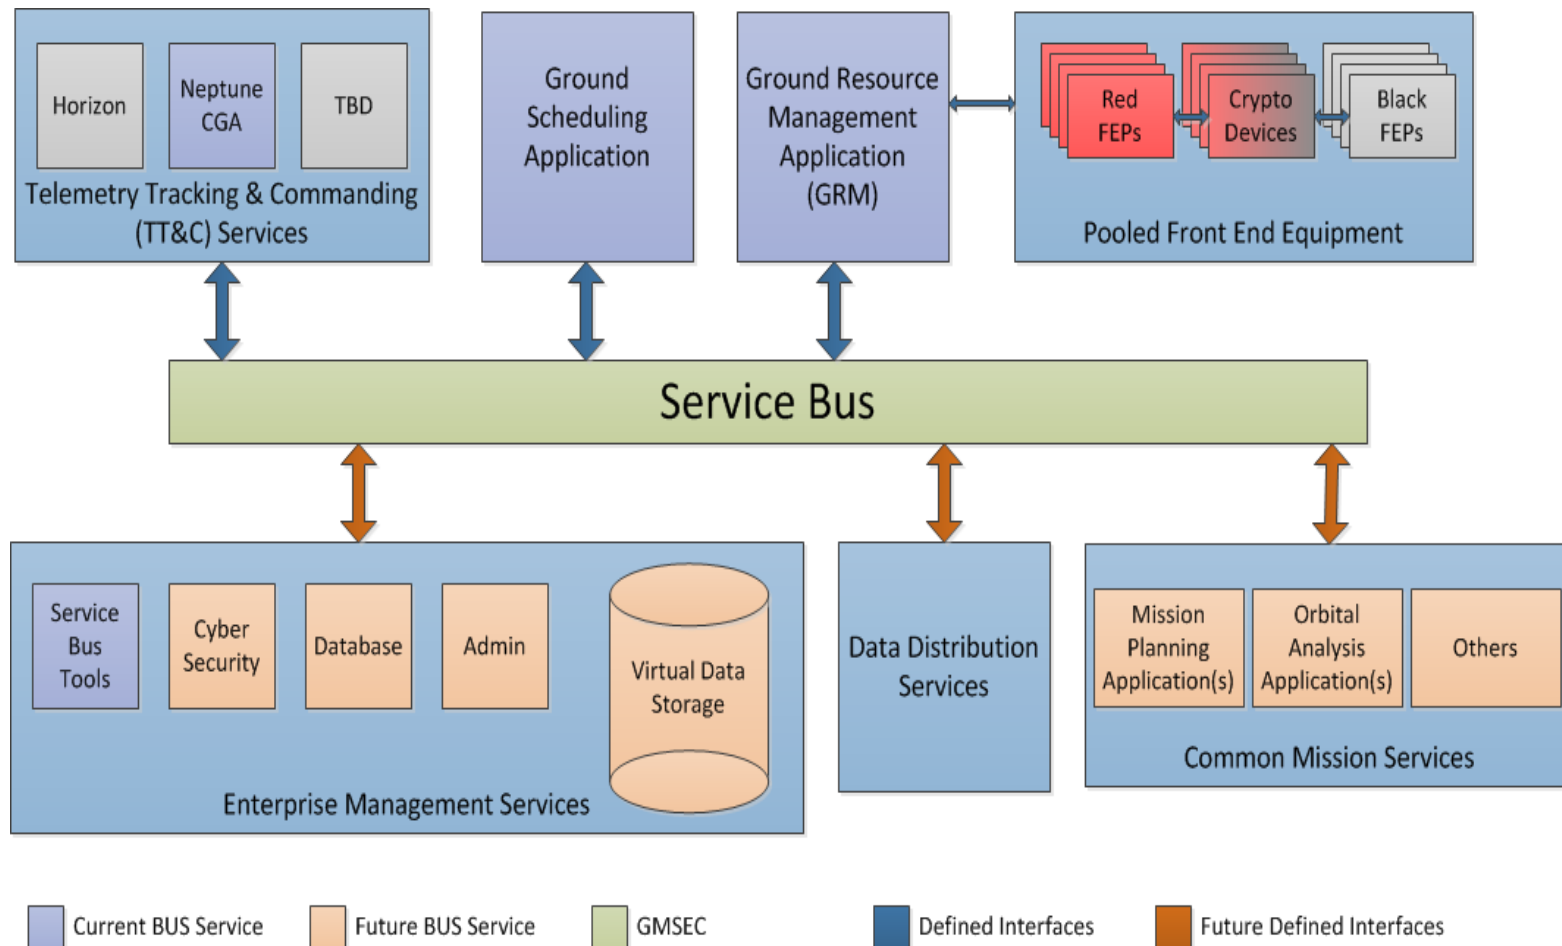 Horizon
Neptune
CGA
TBD
Telemetry Tracking & Commanding
(TT&C) Services
Ground
Scheduling
Application
Ground Resource
Management
Application
(GRM)
Red
FEPs
Crypto
Devices
Black
FEPs
Pooled Front End Equipment
Service Bus
Service
Bus
Tools
Cyber
Security
Database
Admin
Virtual Data
Storage
Enterprise Management Services
Data Distribution
Services
Mission
Planning
Application(s)
Orbital
Analysis
Application(s)
Others
Common Mission Services
Current BUS Service
Future BUS Service
GMSEC
Defined Interfaces
Future Defined Interfaces